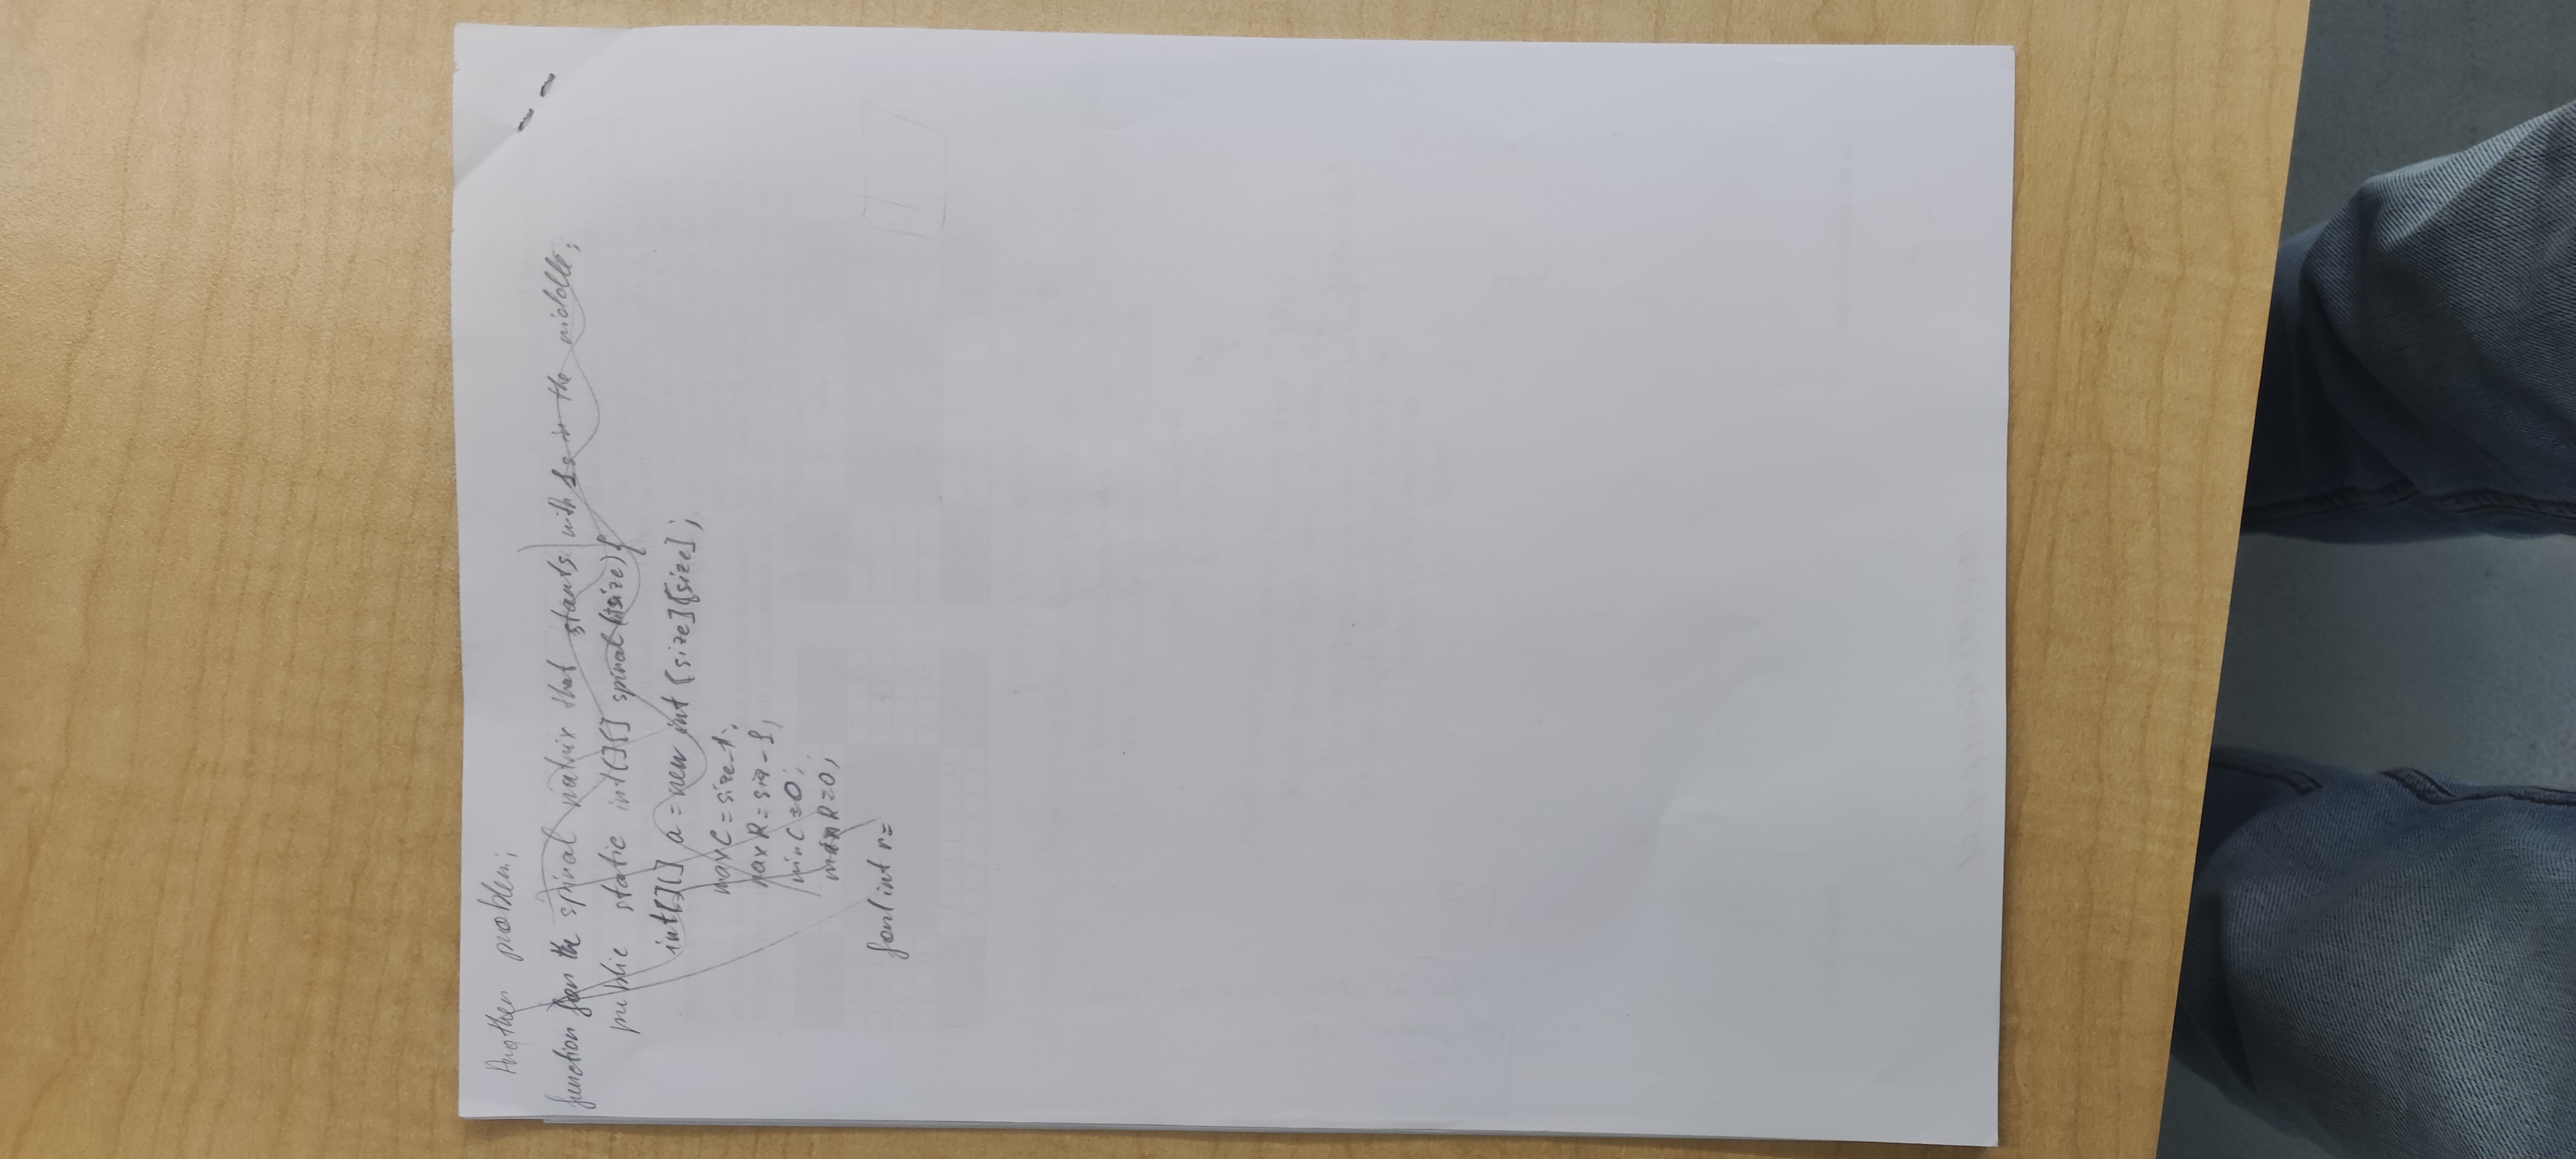 Another problem;
function for the spiral matrix that starts with 1 in the middle;
public static int[][] spiral(size){
int[][] a = new int [size][size];
maxC = size-1;
maxR = size-1;
minC = 0;
minR = 0;
for(int r=